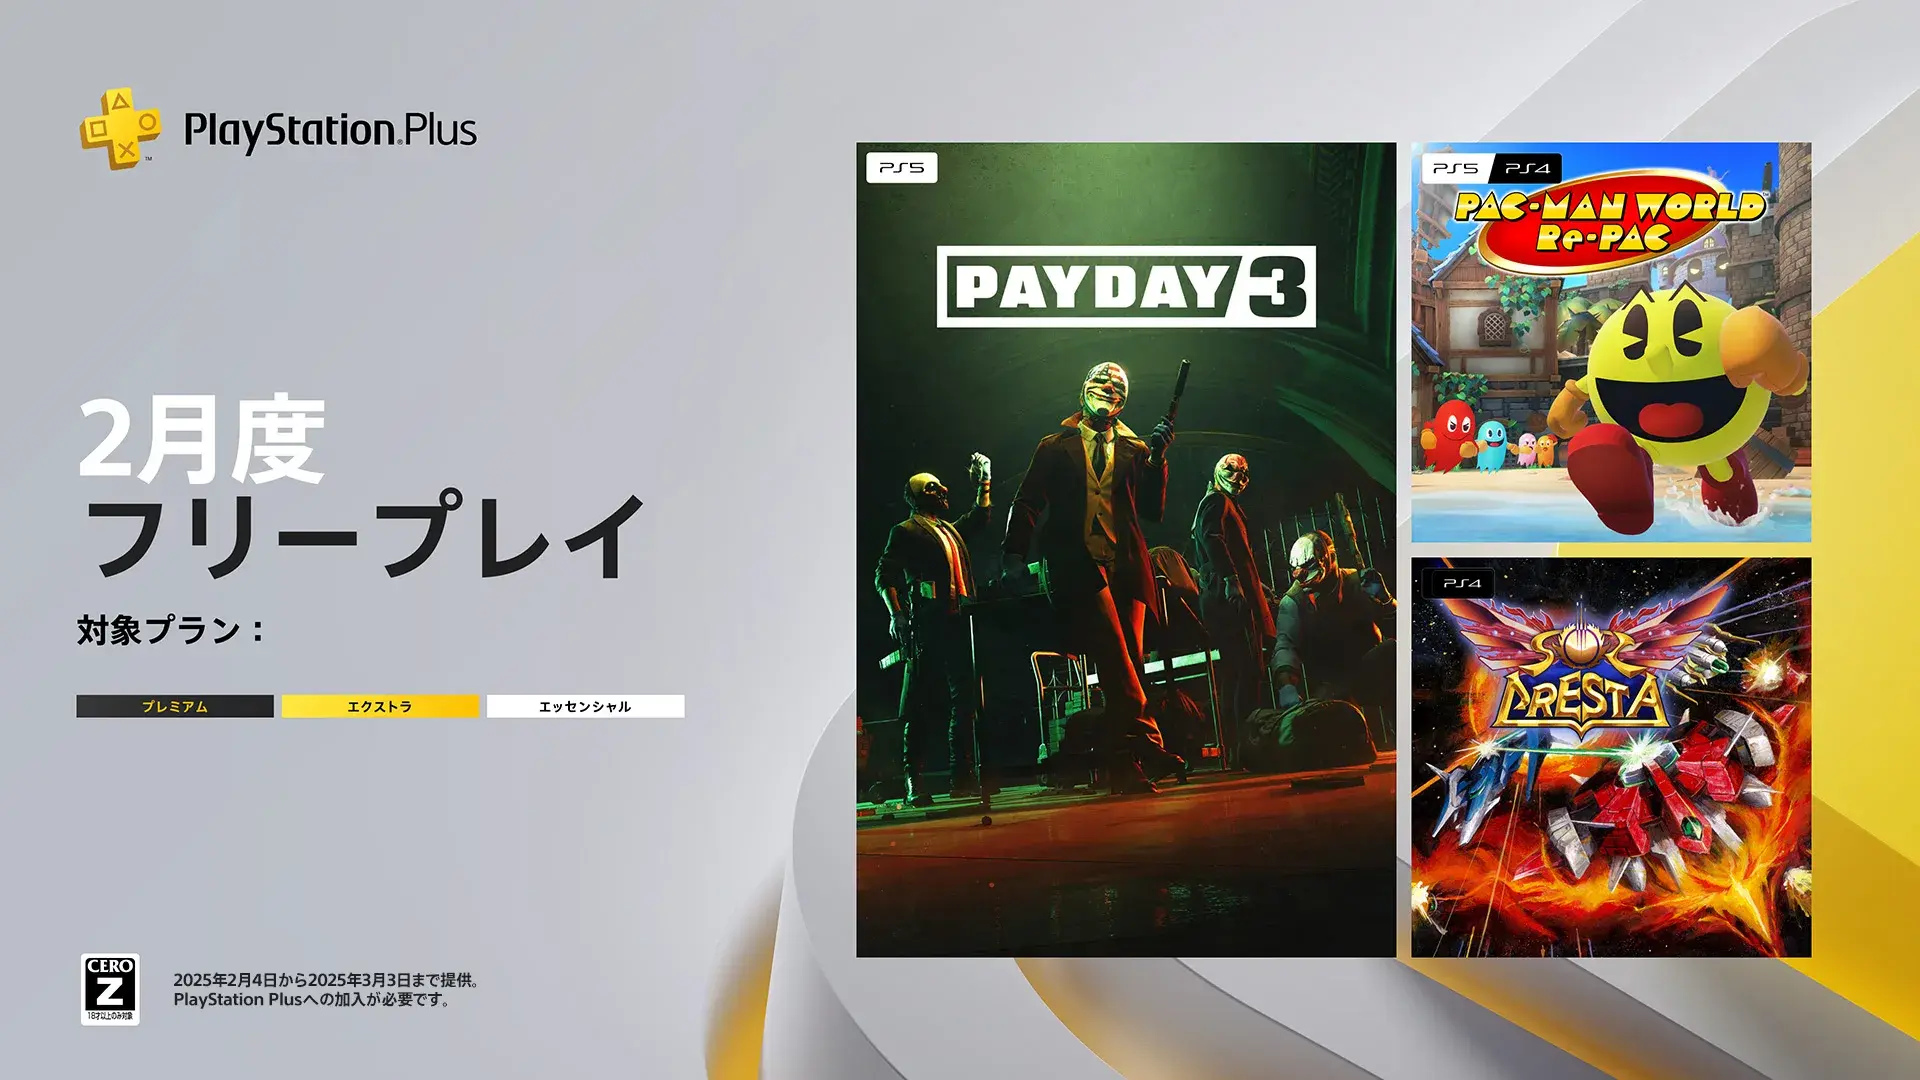 PlayStation®Plus
2月度
フリープレイ
対象プラン：
プレミアム
エクストラ
エッセンシャル
CERO
Z
18才以上のみ対象
2025年2月4日から2025年3月3日まで提供。
PlayStation Plusへの加入が必要です。
PS5
PAYDAY 3
PS5 PS4
PAC-MAN WORLD
Re-PAC
PS4
SOL
CRESTA